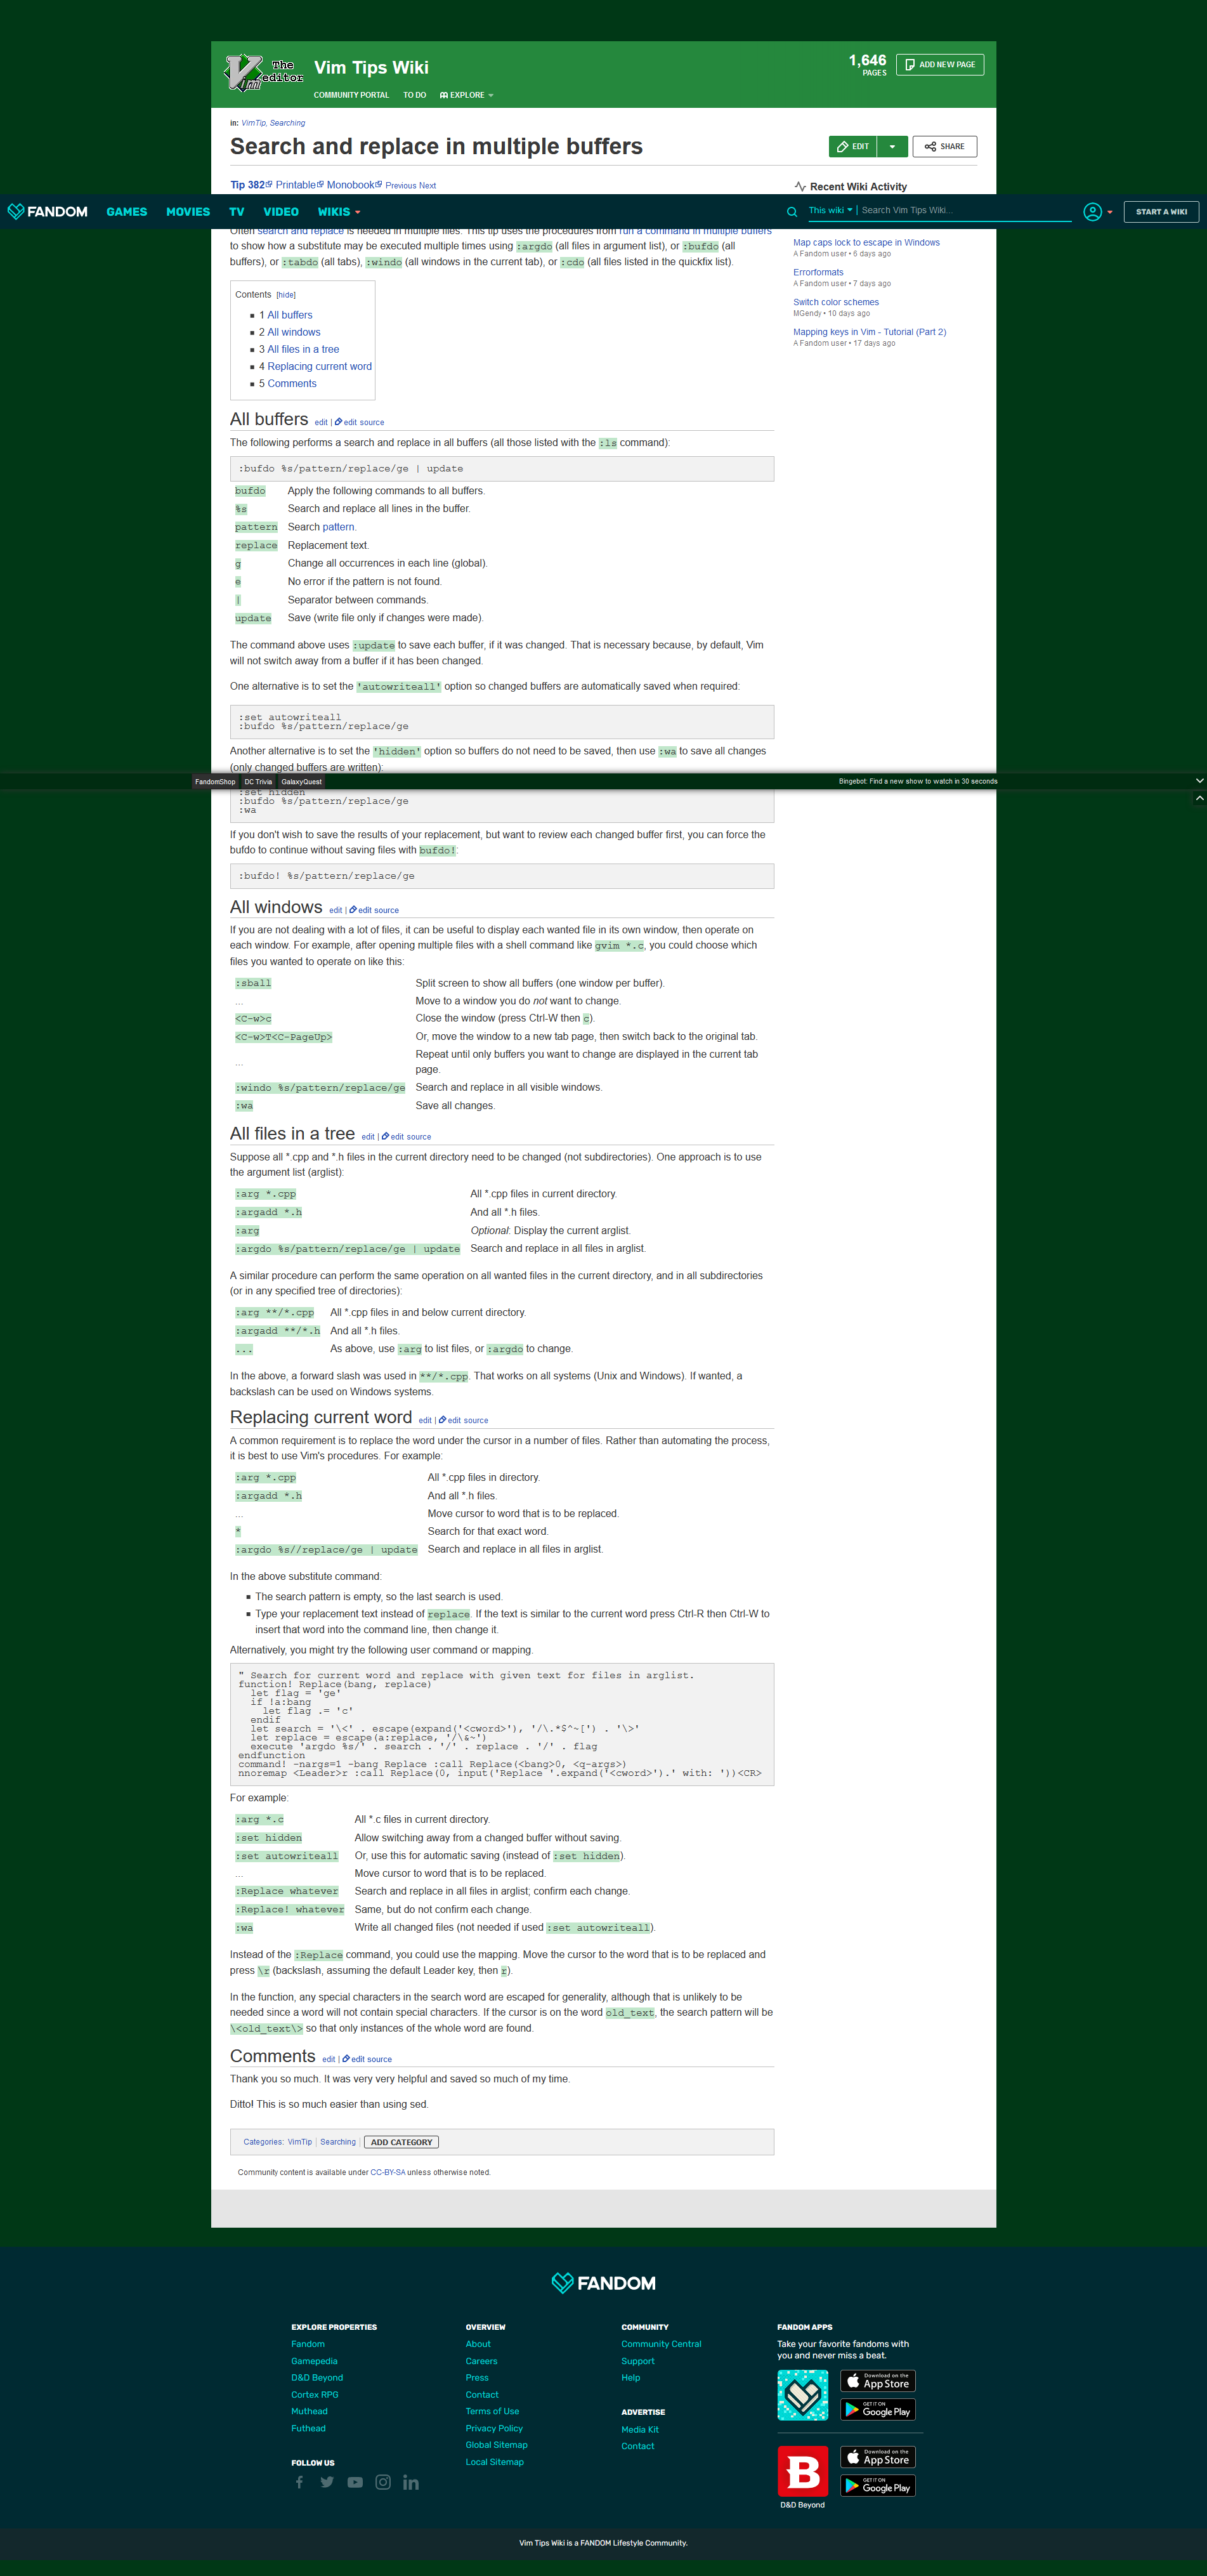 The
Vim
editor
Vim Tips Wiki
1,646
PAGES
ADD NEW PAGE
COMMUNITY PORTAL TO DO EXPLORE
in: VimTip, Searching
Search and replace in multiple buffers
EDIT
SHARE
Tip 382 Printable Monobook Previous Next
Recent Wiki Activity
FANDOM GAMES MOVIES TV VIDEO WIKIS
This wiki Search Vim Tips Wiki...
START A WIKI
Often search and replace is needed in multiple files. This tip uses the procedures from run a command in multiple buffers
to show how a substitute may be executed multiple times using :argdo (all files in argument list), or :bufdo (all
buffers), or :tabdo (all tabs), :windo (all windows in the current tab), or :cdo (all files listed in the quickfix list).
Map caps lock to escape in Windows
A Fandom user • 6 days ago
Errorformats
A Fandom user • 7 days ago
Switch color schemes
MGendy • 10 days ago
Mapping keys in Vim - Tutorial (Part 2)
A Fandom user • 17 days ago
Contents [hide]
1 All buffers
2 All windows
3 All files in a tree
4 Replacing current word
5 Comments
All buffers edit | edit source
The following performs a search and replace in all buffers (all those listed with the :ls command):
:bufdo %s/pattern/replace/ge | update
bufdo Apply the following commands to all buffers.
%s Search and replace all lines in the buffer.
pattern Search pattern.
replace Replacement text.
g Change all occurrences in each line (global).
e No error if the pattern is not found.
| Separator between commands.
update Save (write file only if changes were made).
The command above uses :update to save each buffer, if it was changed. That is necessary because, by default, Vim
will not switch away from a buffer if it has been changed.
One alternative is to set the 'autowriteall' option so changed buffers are automatically saved when required:
:set autowriteall
:bufdo %s/pattern/replace/ge
Another alternative is to set the 'hidden' option so buffers do not need to be saved, then use :wa to save all changes
(only changed buffers are written):
FandomShop DC Trivia GalaxyQuest
Bingebot: Find a new show to watch in 30 seconds
:set hidden
:bufdo %s/pattern/replace/ge
:wa
If you don't wish to save the results of your replacement, but want to review each changed buffer first, you can force the
bufdo to continue without saving files with bufdo!:
:bufdo! %s/pattern/replace/ge
All windows edit | edit source
If you are not dealing with a lot of files, it can be useful to display each wanted file in its own window, then operate on
each window. For example, after opening multiple files with a shell command like gvim *.c, you could choose which
files you wanted to operate on like this:
:sball Split screen to show all buffers (one window per buffer).
... Move to a window you do not want to change.
<C-w>c Close the window (press Ctrl-W then c).
<C-w>T<C-PageUp> Or, move the window to a new tab page, then switch back to the original tab.
... Repeat until only buffers you want to change are displayed in the current tab
page.
:windo %s/pattern/replace/ge Search and replace in all visible windows.
:wa Save all changes.
All files in a tree edit | edit source
Suppose all *.cpp and *.h files in the current directory need to be changed (not subdirectories). One approach is to use
the argument list (arglist):
:arg *.cpp All *.cpp files in current directory.
:argadd *.h And all *.h files.
:arg Optional: Display the current arglist.
:argdo %s/pattern/replace/ge | update Search and replace in all files in arglist.
A similar procedure can perform the same operation on all wanted files in the current directory, and in all subdirectories
(or in any specified tree of directories):
:arg **/*.cpp All *.cpp files in and below current directory.
:argadd **/*.h And all *.h files.
... As above, use :arg to list files, or :argdo to change.
In the above, a forward slash was used in **/*.cpp. That works on all systems (Unix and Windows). If wanted, a
backslash can be used on Windows systems.
Replacing current word edit | edit source
A common requirement is to replace the word under the cursor in a number of files. Rather than automating the process,
it is best to use Vim's procedures. For example:
:arg *.cpp All *.cpp files in directory.
:argadd *.h And all *.h files.
... Move cursor to word that is to be replaced.
* Search for that exact word.
:argdo %s//replace/ge | update Search and replace in all files in arglist.
In the above substitute command:
The search pattern is empty, so the last search is used.
Type your replacement text instead of replace. If the text is similar to the current word press Ctrl-R then Ctrl-W to
insert that word into the command line, then change it.
Alternatively, you might try the following user command or mapping.
" Search for current word and replace with given text for files in arglist.
function! Replace(bang, replace)
let flag = 'ge'
if !a:bang
let flag .= 'c'
endif
let search = '\<' . escape(expand('<cword>'), '/\.*$^~[') . '\>'
let replace = escape(a:replace, '/\&~')
execute 'argdo %s/' . search . '/' . replace . '/' . flag
endfunction
command! -nargs=1 -bang Replace :call Replace(<bang>0, <q-args>)
nnoremap <Leader>r :call Replace(0, input('Replace '.expand('<cword>').' with: '))<CR>
For example:
:arg *.c All *.c files in current directory.
:set hidden Allow switching away from a changed buffer without saving.
:set autowriteall Or, use this for automatic saving (instead of :set hidden).
... Move cursor to word that is to be replaced.
:Replace whatever Search and replace in all files in arglist; confirm each change.
:Replace! whatever Same, but do not confirm each change.
:wa Write all changed files (not needed if used :set autowriteall).
Instead of the :Replace command, you could use the mapping. Move the cursor to the word that is to be replaced and
press \r (backslash, assuming the default Leader key, then r).
In the function, any special characters in the search word are escaped for generality, although that is unlikely to be
needed since a word will not contain special characters. If the cursor is on the word old_text, the search pattern will be
\<old_text\> so that only instances of the whole word are found.
Comments edit | edit source
Thank you so much. It was very very helpful and saved so much of my time.
Ditto! This is so much easier than using sed.
Categories: VimTip | Searching | ADD CATEGORY
Community content is available under CC-BY-SA unless otherwise noted.
FANDOM
EXPLORE PROPERTIES
Fandom
Gamepedia
D&D Beyond
Cortex RPG
Muthead
Futhead
FOLLOW US
OVERVIEW
About
Careers
Press
Contact
Terms of Use
Privacy Policy
Global Sitemap
Local Sitemap
COMMUNITY
Community Central
Support
Help
ADVERTISE
Media Kit
Contact
FANDOM APPS
Take your favorite fandoms with
you and never miss a beat.
Download on the
App Store
GET IT ON
Google Play
B
D&D Beyond
Download on the
App Store
GET IT ON
Google Play
Vim Tips Wiki is a FANDOM Lifestyle Community.